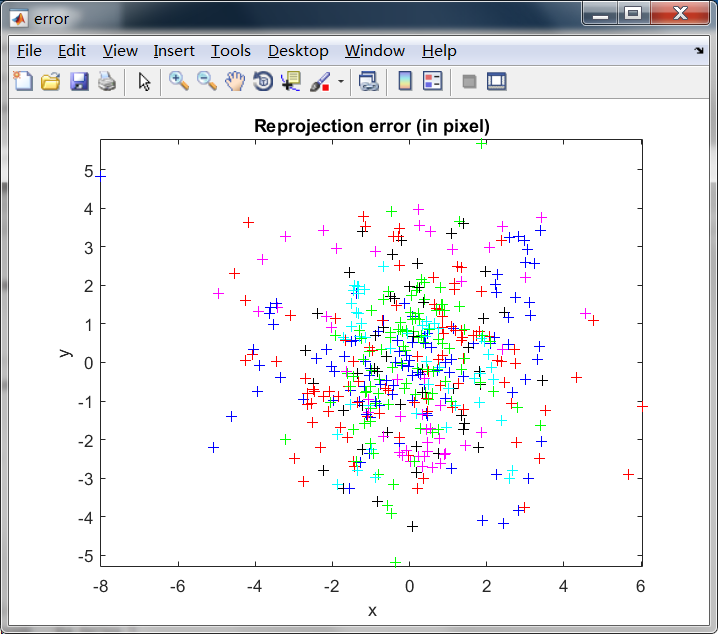 error
File Edit View Insert Tools Desktop Window Help
Reprojection error (in pixel)
5
4
3
2
1
0
-1
-2
-3
-4
-5
y
-8 -6 -4 -2 0 2 4 6
x